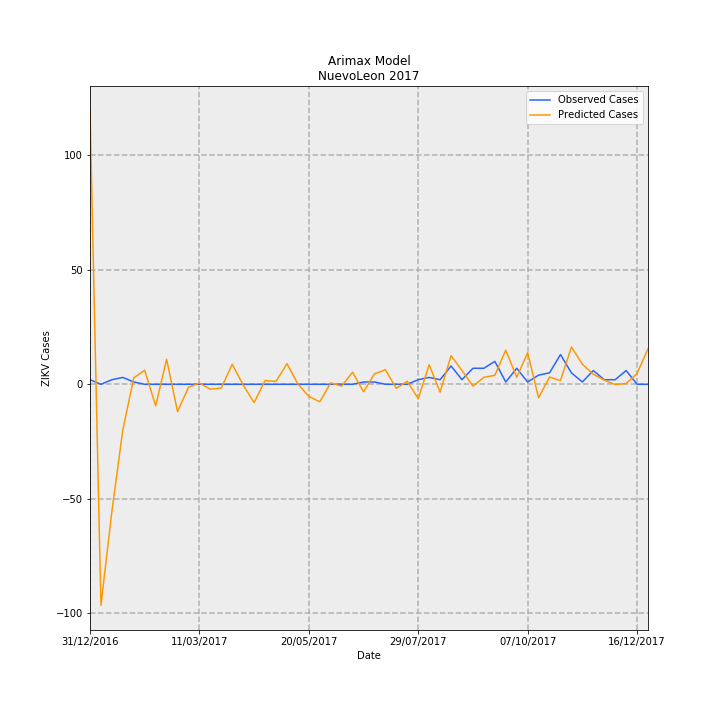 Arimax Model
NuevoLeon 2017
Observed Cases
Predicted Cases
100
50
0
−50
−100
ZIKV Cases
31/12/2016 11/03/2017 20/05/2017 29/07/2017 07/10/2017 16/12/2017
Date